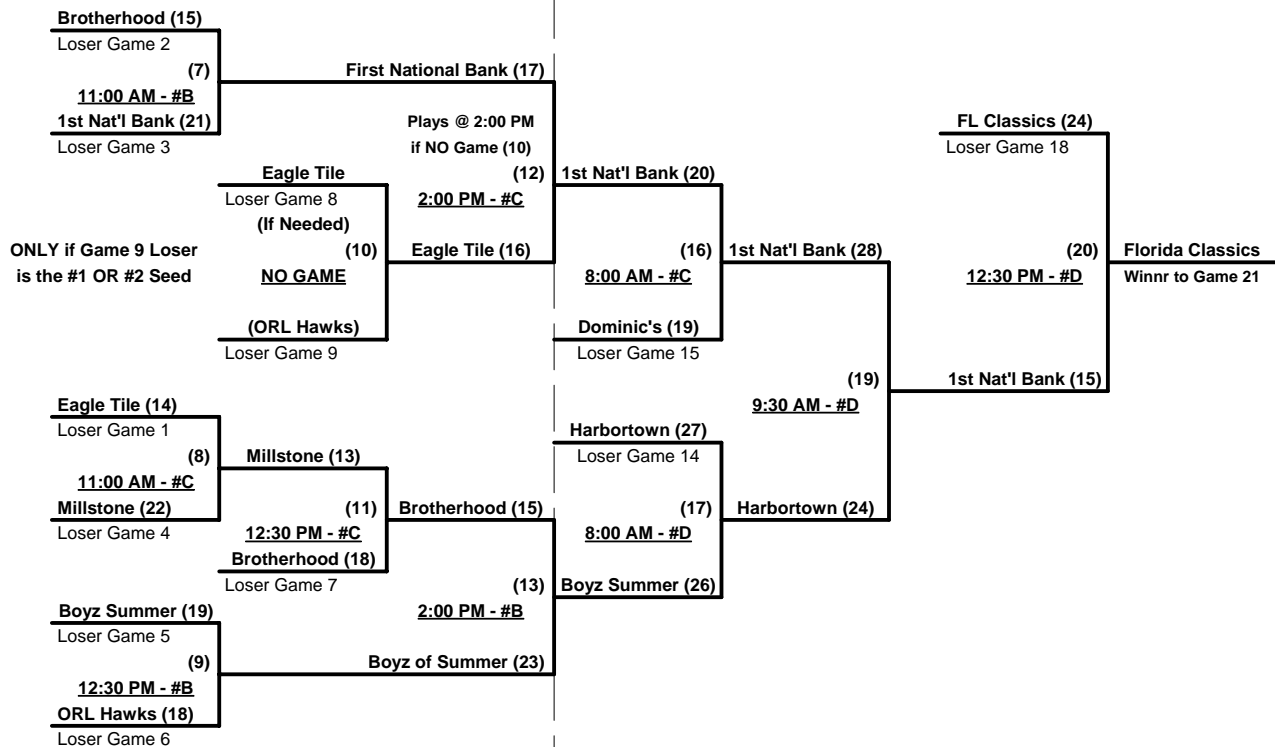 Brotherhood (15)
Loser Game 2
(7)
First National Bank (17)
11:00 AM - #B
1st Nat'l Bank (21)
Loser Game 3
Plays @ 2:00 PM
if NO Game (10)
FL Classics (24)
Loser Game 18
Eagle Tile
Loser Game 8
(If Needed)
(12)
2:00 PM - #C
1st Nat'l Bank (20)
ONLY if Game 9 Loser
is the #1 OR #2 Seed
(10)
NO GAME
Eagle Tile (16)
(16)
8:00 AM - #C
1st Nat'l Bank (28)
(20)
12:30 PM - #D
Florida Classics
Winnr to Game 21
(ORL Hawks)
Loser Game 9
Dominic's (19)
Loser Game 15
(19)
9:30 AM - #D
1st Nat'l Bank (15)
Eagle Tile (14)
Loser Game 1
(8)
11:00 AM - #C
Millstone (13)
Millstone (22)
Loser Game 4
Harbortown (27)
Loser Game 14
(11)
12:30 PM - #C
Brotherhood (15)
(17)
8:00 AM - #D
Harbortown (24)
Brotherhood (18)
Loser Game 7
(13)
2:00 PM - #B
Boyz Summer (26)
Boyz Summer (19)
Loser Game 5
(9)
12:30 PM - #B
Boyz of Summer (23)
ORL Hawks (18)
Loser Game 6